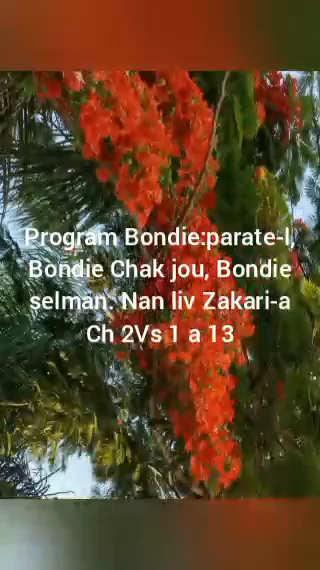 Program Bondie:parate-l,
Bondie Chak jou, Bondie
selman. Nan liv Zakari-a
Ch 2Vs 1 a 13